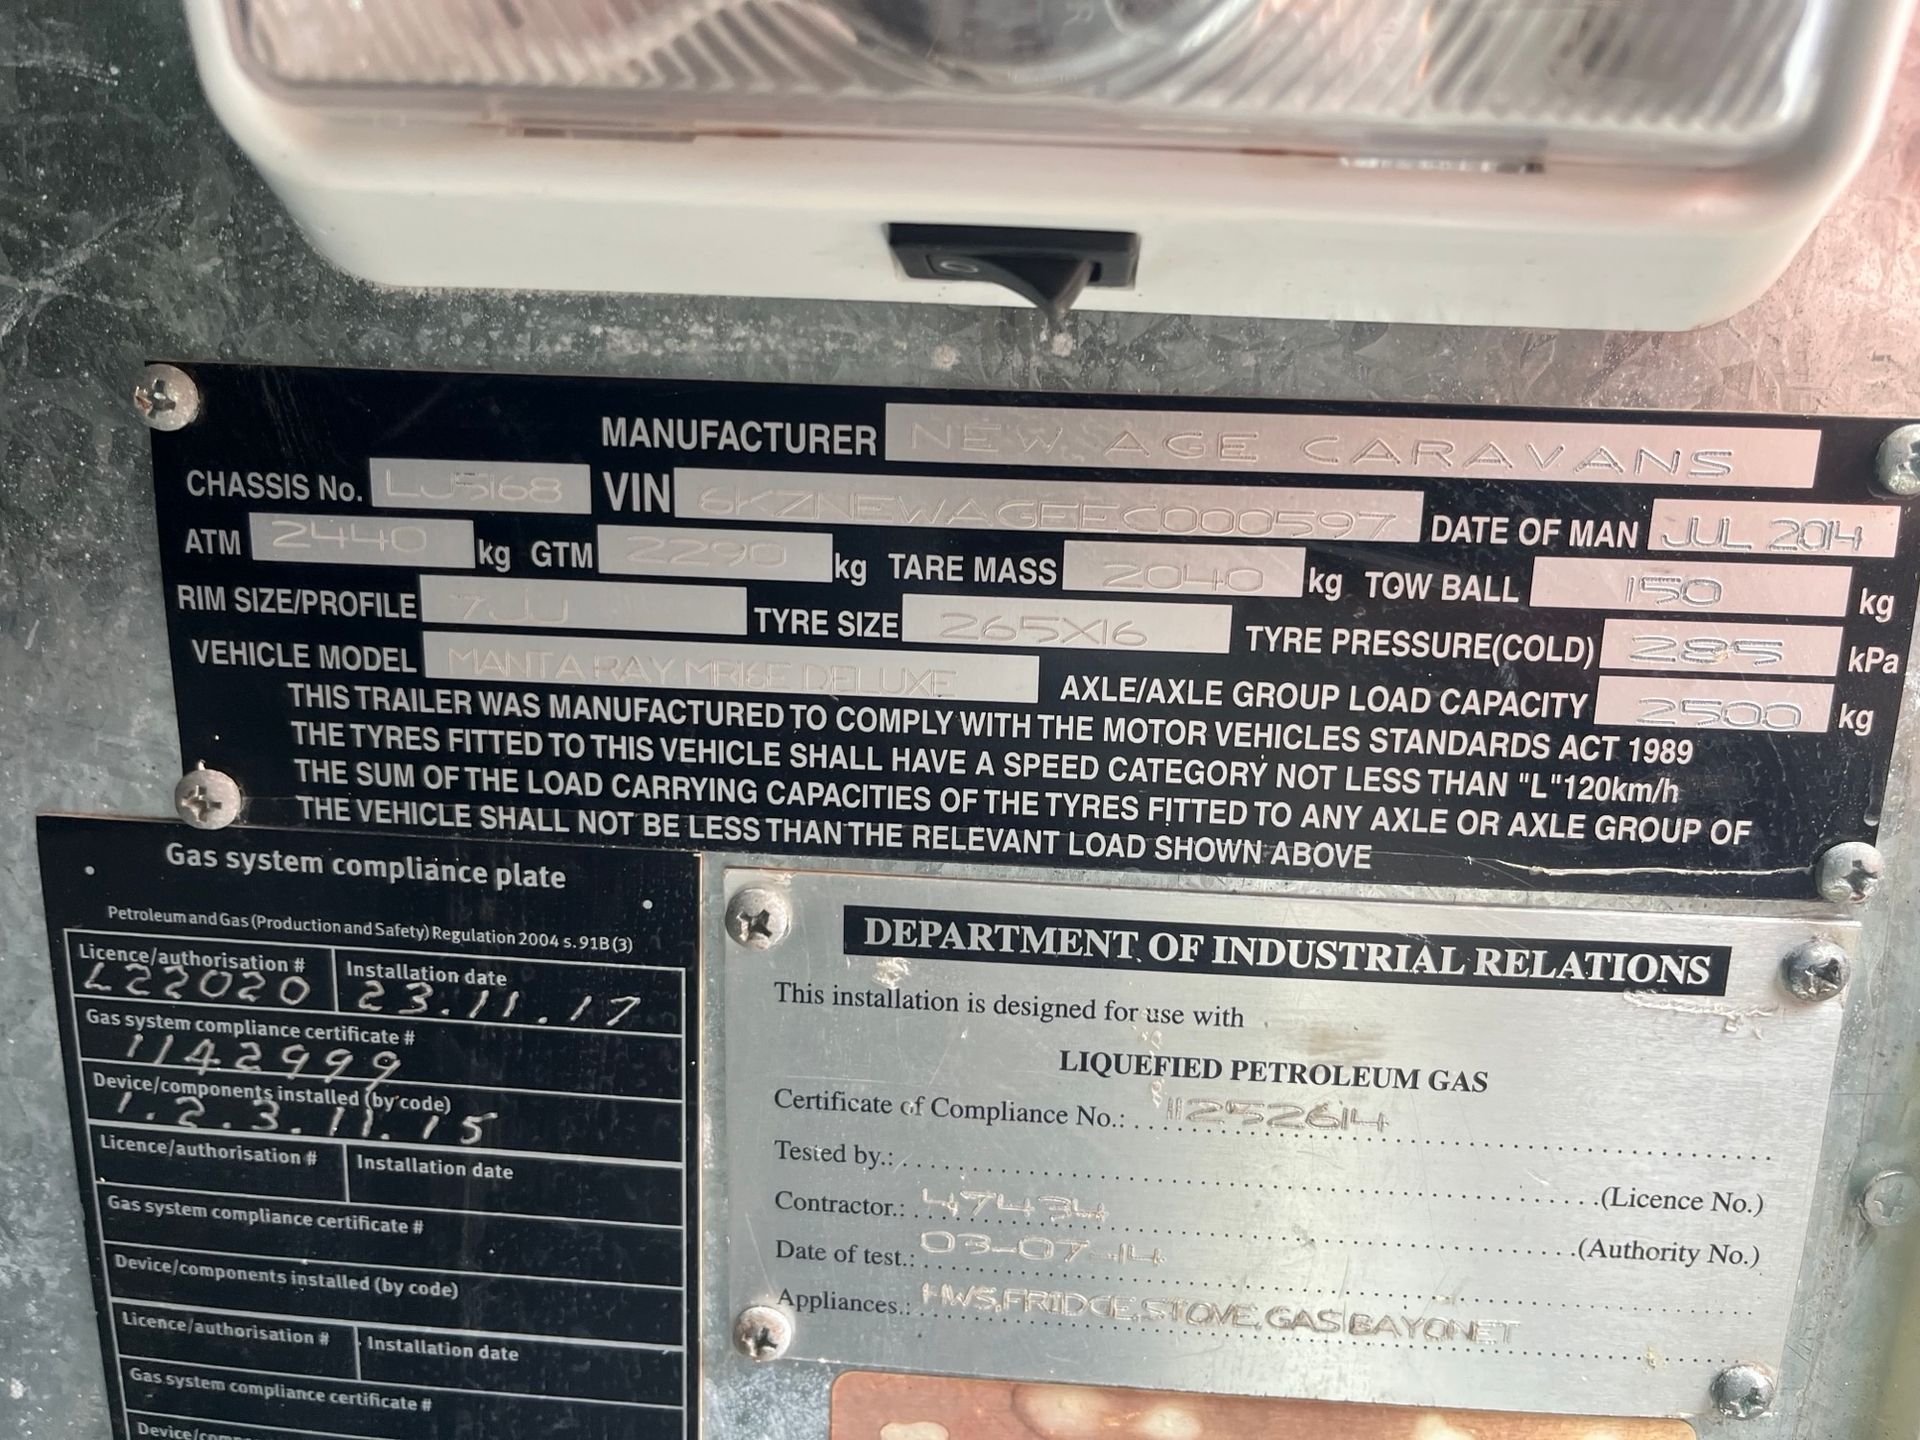 MANUFACTURER NEW AGE CARAVANS
CHASSIS No. LJ5168 VIN 6KZNEWAGEEC000597 DATE OF MAN JUL 2014
ATM 2440 kg GTM 2290 kg TARE MASS 2040 kg TOW BALL 150 kg
RIM SIZE/PROFILE 7JJ TYRE SIZE 265X16 TYRE PRESSURE(COLD) 285 kPa
VEHICLE MODEL MANTA RAY MR16E DELUXE AXLE/AXLE GROUP LOAD CAPACITY 2500 kg
THIS TRAILER WAS MANUFACTURED TO COMPLY WITH THE MOTOR VEHICLES STANDARDS ACT 1989
THE TYRES FITTED TO THIS VEHICLE SHALL HAVE A SPEED CATEGORY NOT LESS THAN "L"120km/h
THE SUM OF THE LOAD CARRYING CAPACITIES OF THE TYRES FITTED TO ANY AXLE OR AXLE GROUP OF
THE VEHICLE SHALL NOT BE LESS THAN THE RELEVANT LOAD SHOWN ABOVE
Gas system compliance plate
Petroleum and Gas (Production and Safety) Regulation 2004 s.91B (3)
Licence/authorisation # Installation date
L22020 23.11.17
Gas system compliance certificate #
1142999
Device/components installed (by code)
1.2.3.11.15
Licence/authorisation # Installation date
Gas system compliance certificate #
Device/components installed (by code)
Licence/authorisation # Installation date
Gas system compliance certificate #
DEPARTMENT OF INDUSTRIAL RELATIONS
This installation is designed for use with
LIQUEFIED PETROLEUM GAS
Certificate of Compliance No.: 11252614
Tested by.:
(Licence No.)
Contractor.: 47434
(Authority No.)
Date of test.: 03-07-14
Appliances.: HWS,FRIDGE,STOVE,GAS BAYONET